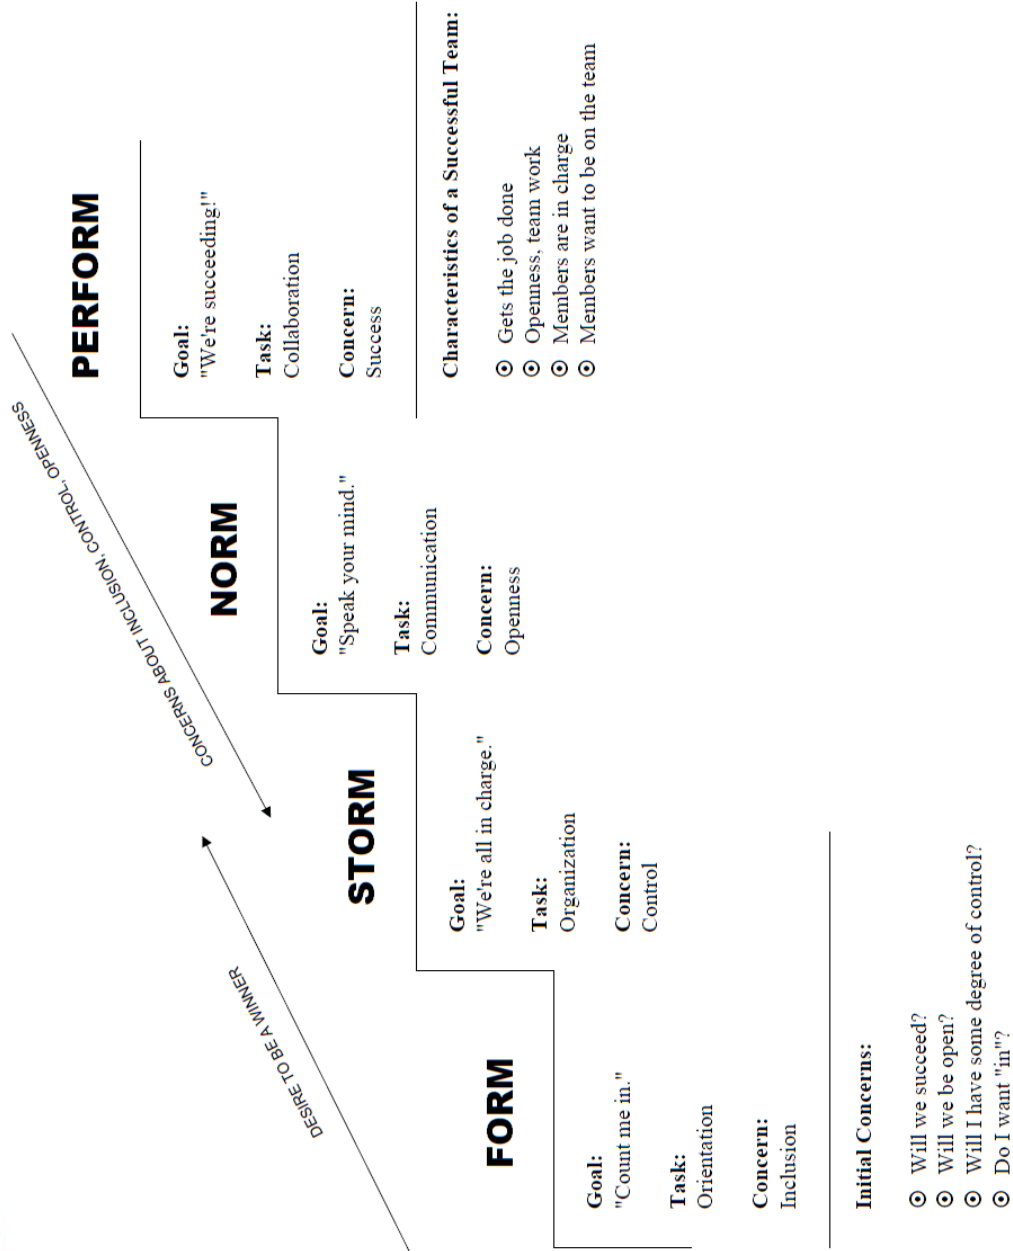 DESIRE TO BE A WINNER
CONCERNS ABOUT INCLUSION, CONTROL, OPENNESS
FORM
Goal:
"Count me in."
Task:
Orientation
Concern:
Inclusion
Initial Concerns:
Will we succeed?
Will we be open?
Will I have some degree of control?
Do I want "in"?
STORM
Goal:
"We're all in charge."
Task:
Organization
Concern:
Control
NORM
Goal:
"Speak your mind."
Task:
Communication
Concern:
Openness
PERFORM
Goal:
"We're succeeding!"
Task:
Collaboration
Concern:
Success
Characteristics of a Successful Team:
Gets the job done
Openness, team work
Members are in charge
Members want to be on the team